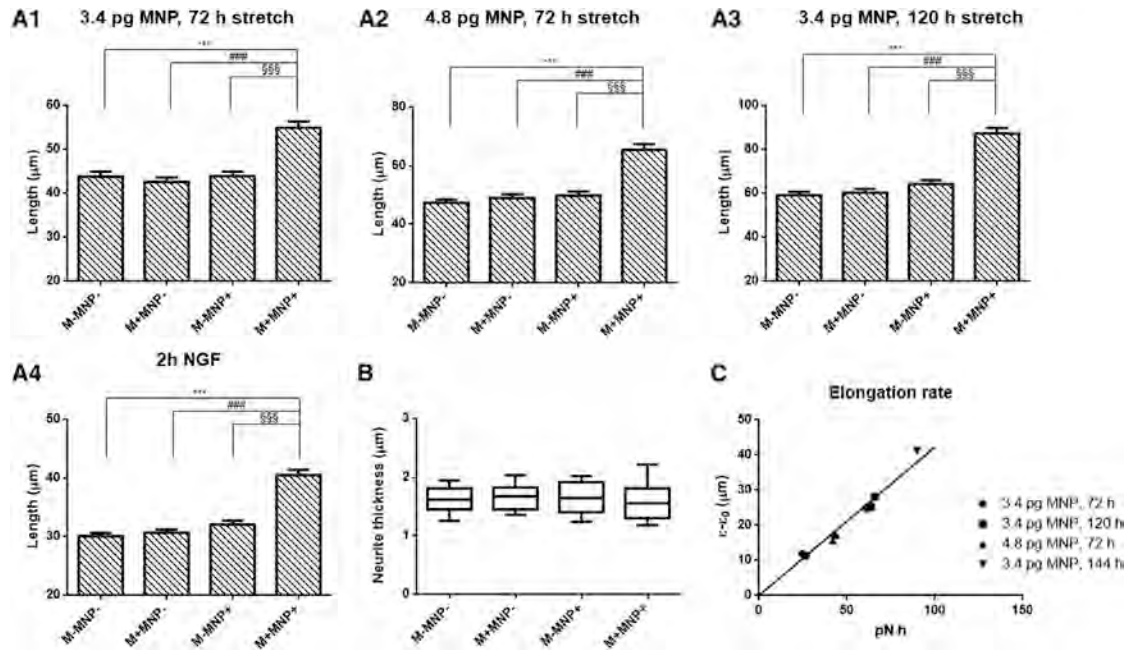 A1 3.4 pg MNP, 72 h stretch
***
###
§§§
Length (μm)
60
50
40
30
20
M-MNP- M+MNP- M-MNP+ M+MNP+
A2 4.8 pg MNP, 72 h stretch
***
###
§§§
Length (μm)
80
60
40
20
M-MNP- M+MNP- M-MNP+ M+MNP+
A3 3.4 pg MNP, 120 h stretch
***
###
§§§
Length (μm)
100
80
60
40
20
M-MNP- M+MNP- M-MNP+ M+MNP+
A4 2h NGF
***
###
§§§
Length (μm)
50
40
30
20
M-MNP- M+MNP- M-MNP+ M+MNP+
B
Neurite thickness (μm)
3
2
1
0
M-MNP- M+MNP- M-MNP+ M+MNP+
C Elongation rate
50
40
30
20
10
0
0 50 100 150
pN·h
3.4 pg MNP, 72 h
3.4 pg MNP, 120 h
4.8 pg MNP, 72 h
3.4 pg MNP, 144 h